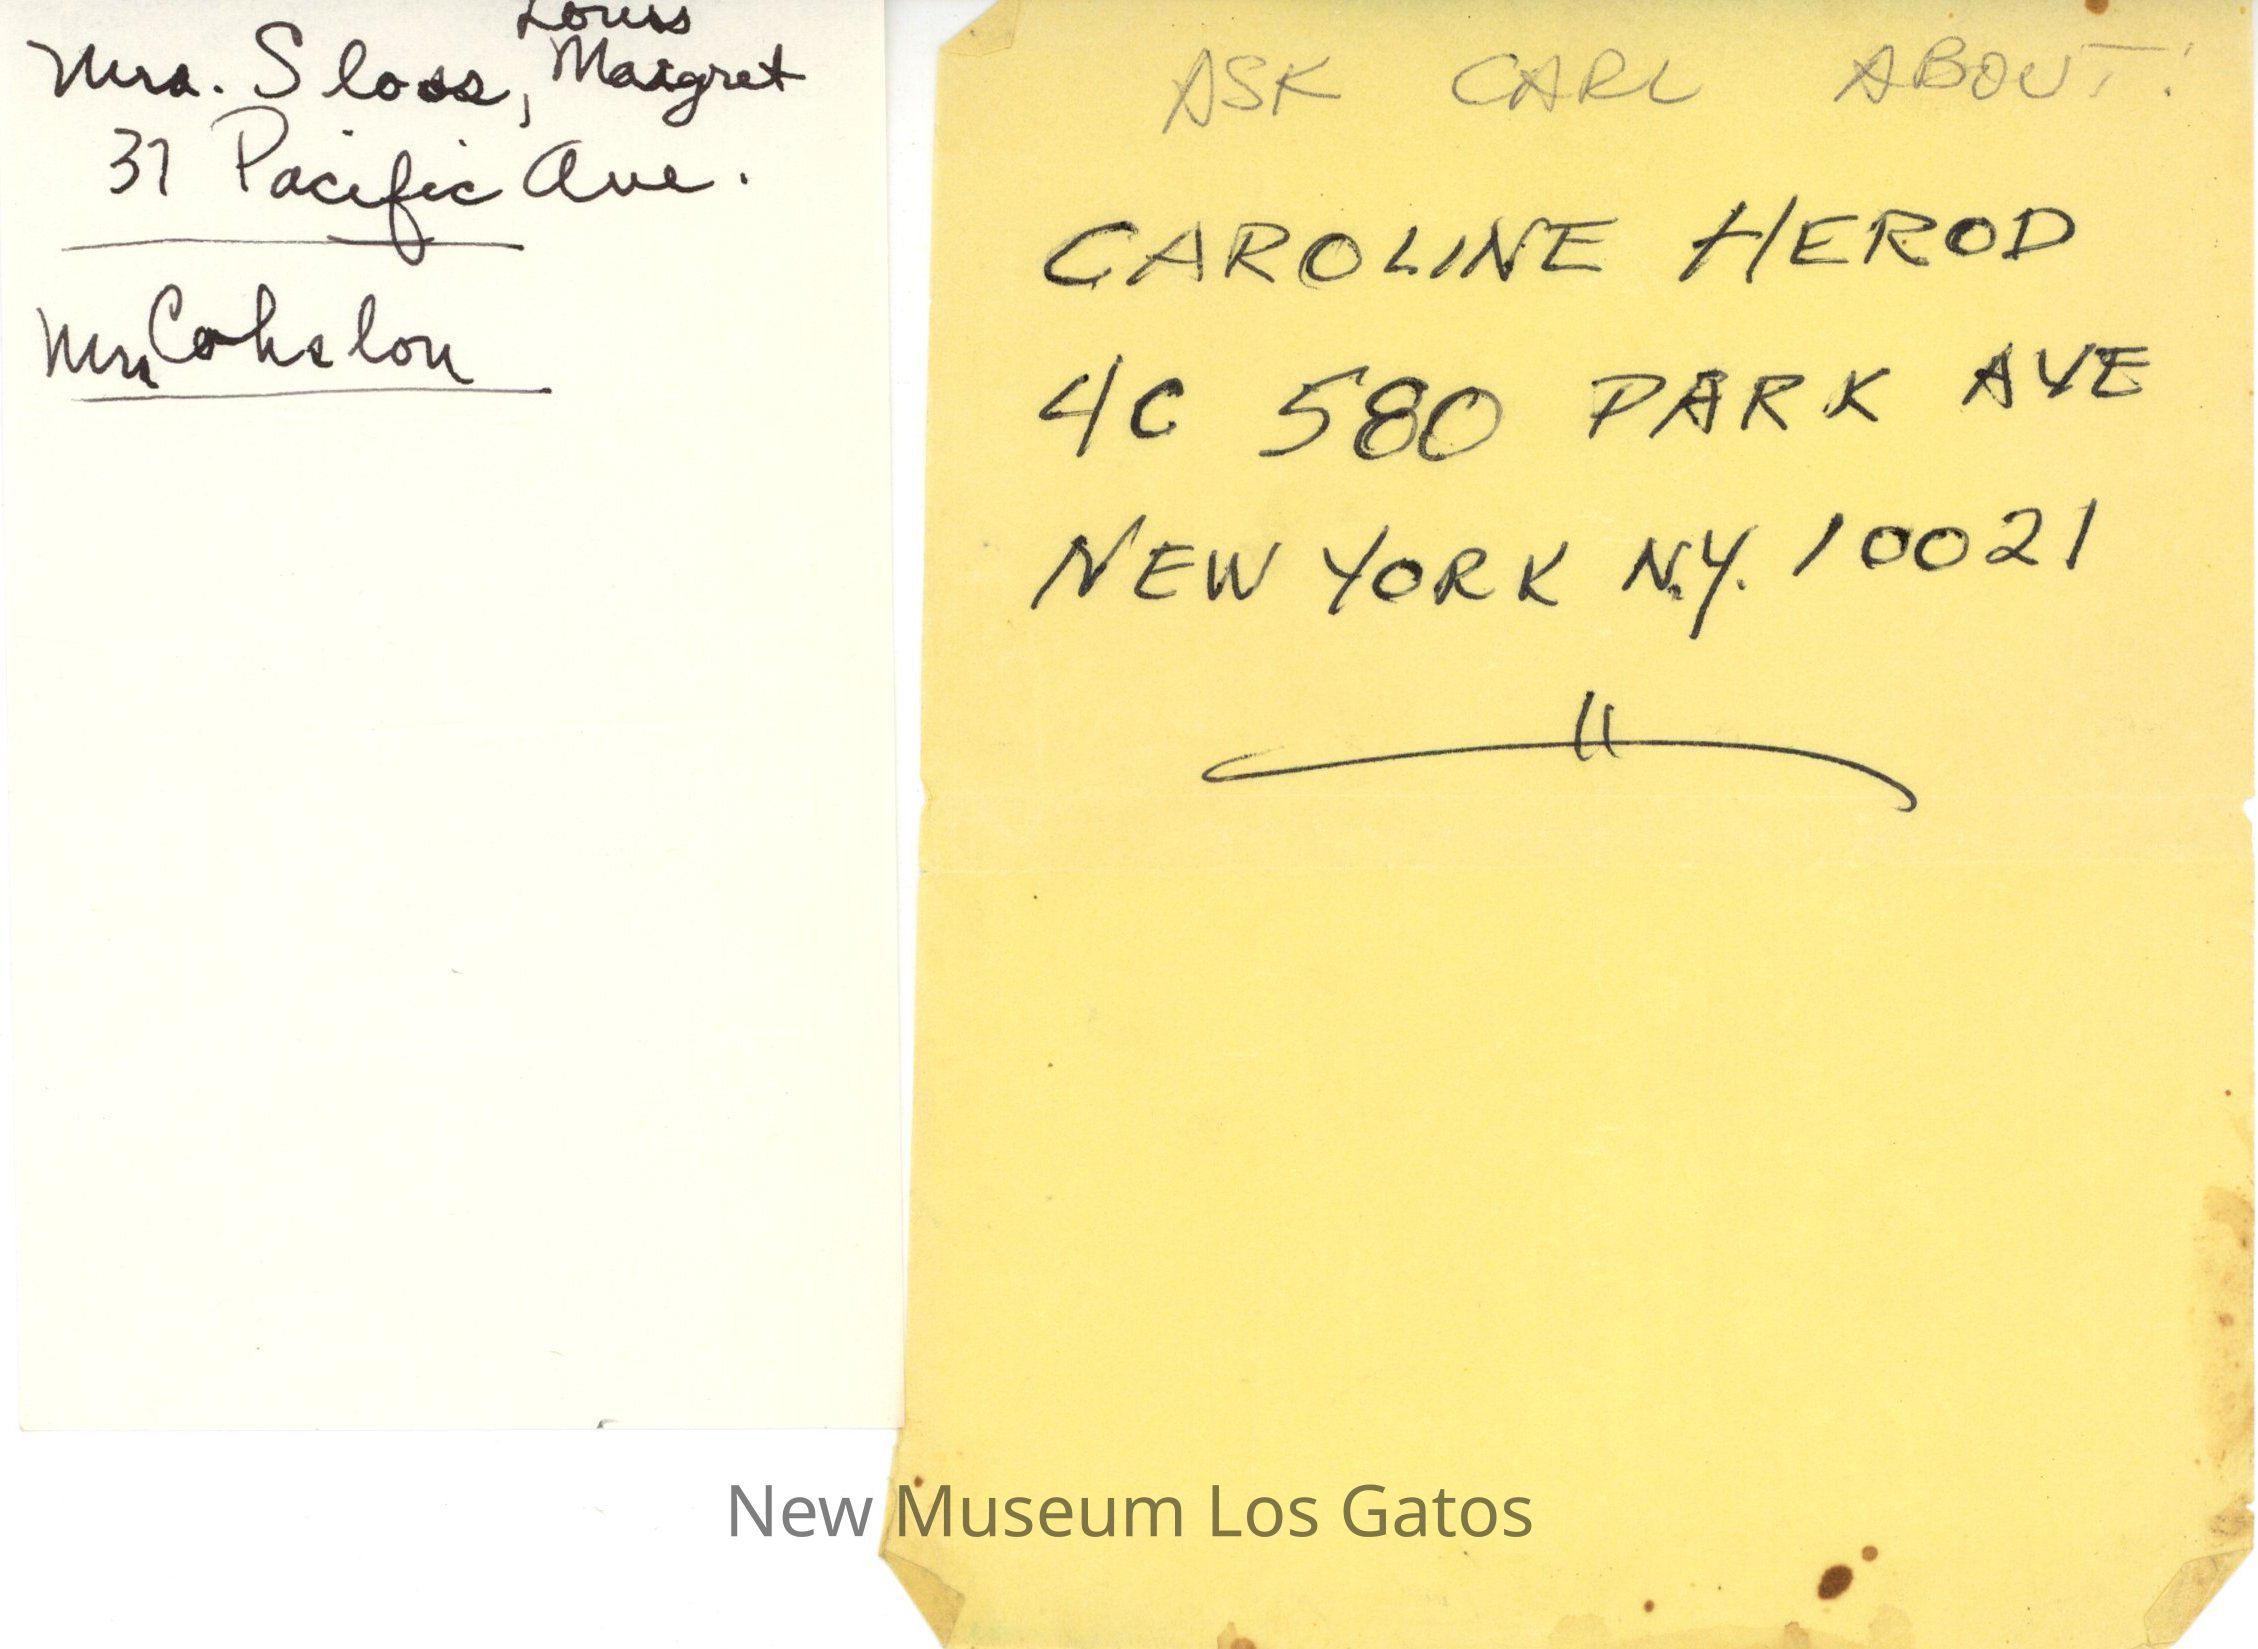 Louis
Mrs. Sloss, Margret
37 Pacific Ave.
Mrs
ASK CARL ABOUT:
CAROLINE HEROD
4C 580 PARK AVE
NEW YORK N.Y. 10021
New Museum Los Gatos